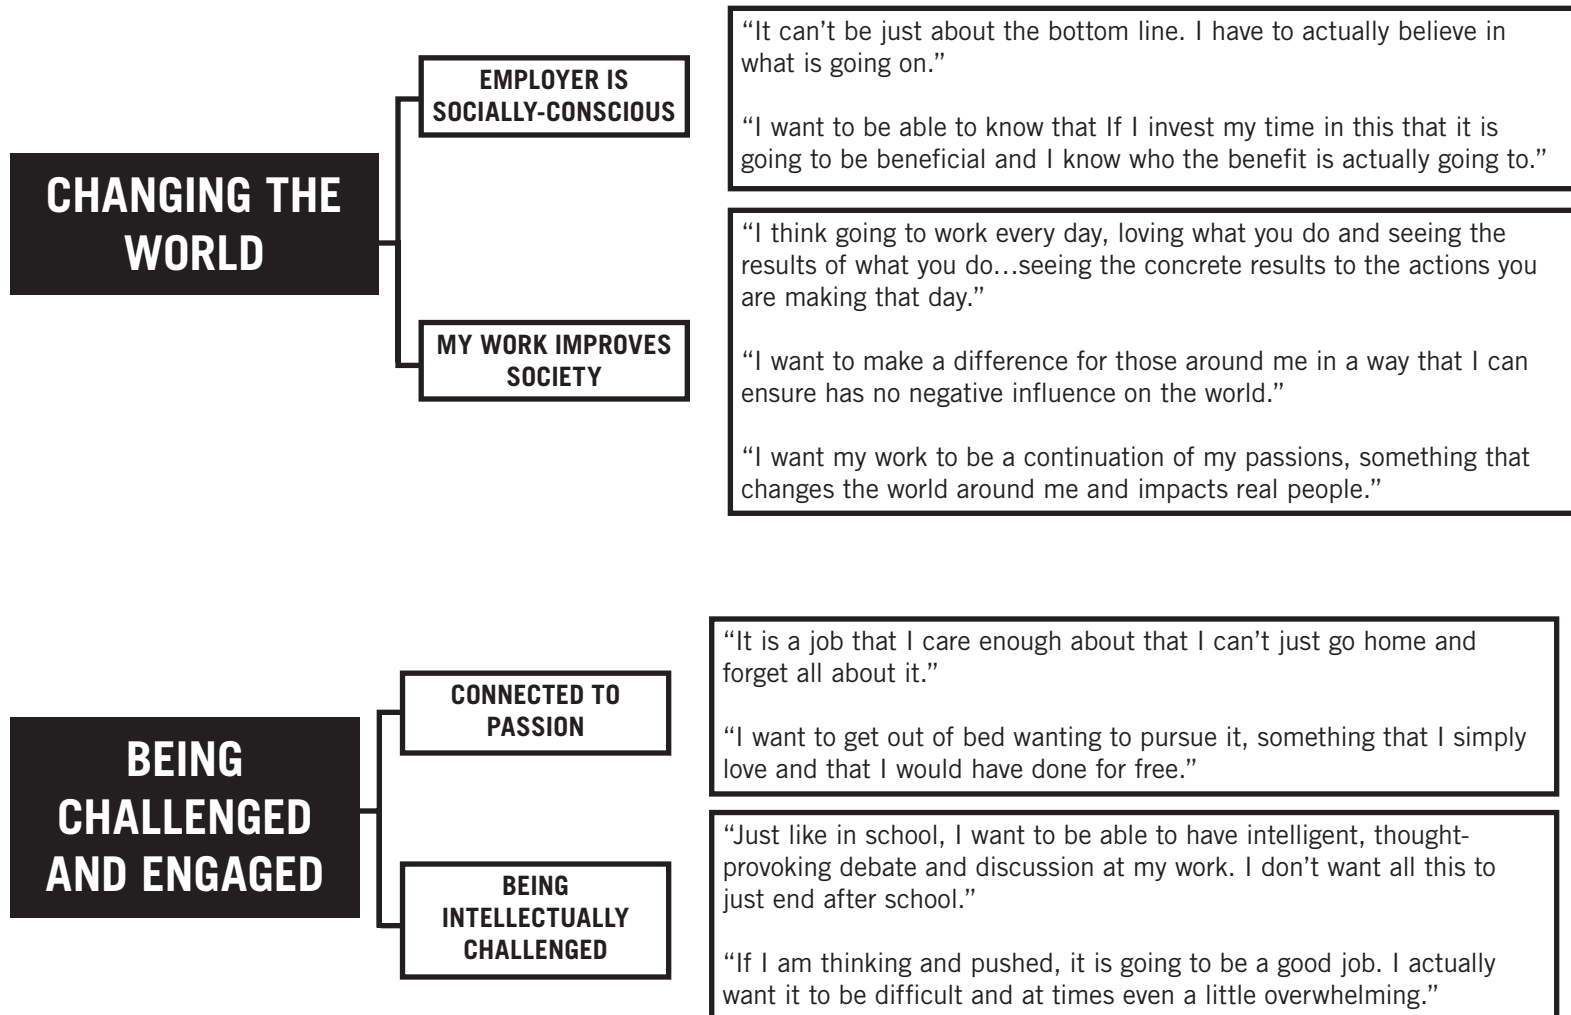 CHANGING THE
WORLD
EMPLOYER IS
SOCIALLY-CONSCIOUS
“It can’t be just about the bottom line. I have to actually believe in
what is going on.”
“I want to be able to know that If I invest my time in this that it is
going to be beneficial and I know who the benefit is actually going to.”
MY WORK IMPROVES
SOCIETY
“I think going to work every day, loving what you do and seeing the
results of what you do…seeing the concrete results to the actions you
are making that day.”
“I want to make a difference for those around me in a way that I can
ensure has no negative influence on the world.”
“I want my work to be a continuation of my passions, something that
changes the world around me and impacts real people.”
BEING
CHALLENGED
AND ENGAGED
CONNECTED TO
PASSION
“It is a job that I care enough about that I can’t just go home and
forget all about it.”
“I want to get out of bed wanting to pursue it, something that I simply
love and that I would have done for free.”
BEING
INTELLECTUALLY
CHALLENGED
“Just like in school, I want to be able to have intelligent, thought-
provoking debate and discussion at my work. I don’t want all this to
just end after school.”
“If I am thinking and pushed, it is going to be a good job. I actually
want it to be difficult and at times even a little overwhelming.”